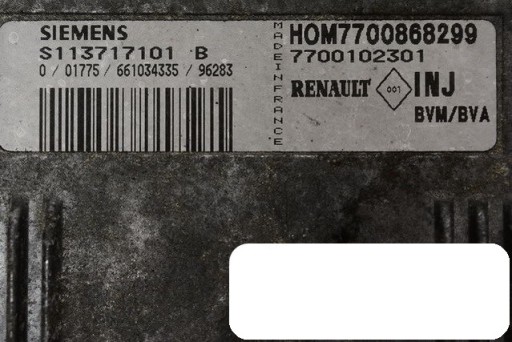 SIEMENS
S113717101 B
0 / 01775 / 661034335 / 96283
MADE IN FRANCE
HOM7700868299
7700102301
RENAULT 001 INJ
BVM/BVA